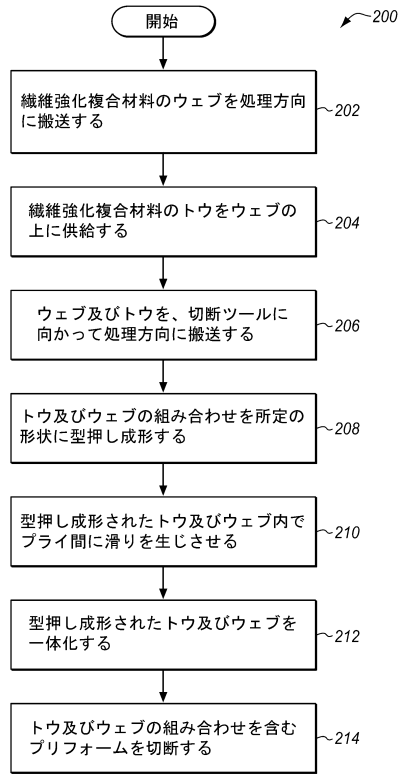 開始
200
繊維強化複合材料のウェブを処理方向
に搬送する
202
繊維強化複合材料のトウをウェブの
上に供給する
204
ウェブ及びトウを、切断ツールに
向かって処理方向に搬送する
206
トウ及びウェブの組み合わせを所定の
形状に型押し成形する
208
型押し成形されたトウ及びウェブ内で
プライ間に滑りを生じさせる
210
型押し成形されたトウ及びウェブを
一体化する
212
トウ及びウェブの組み合わせを含む
プリフォームを切断する
214